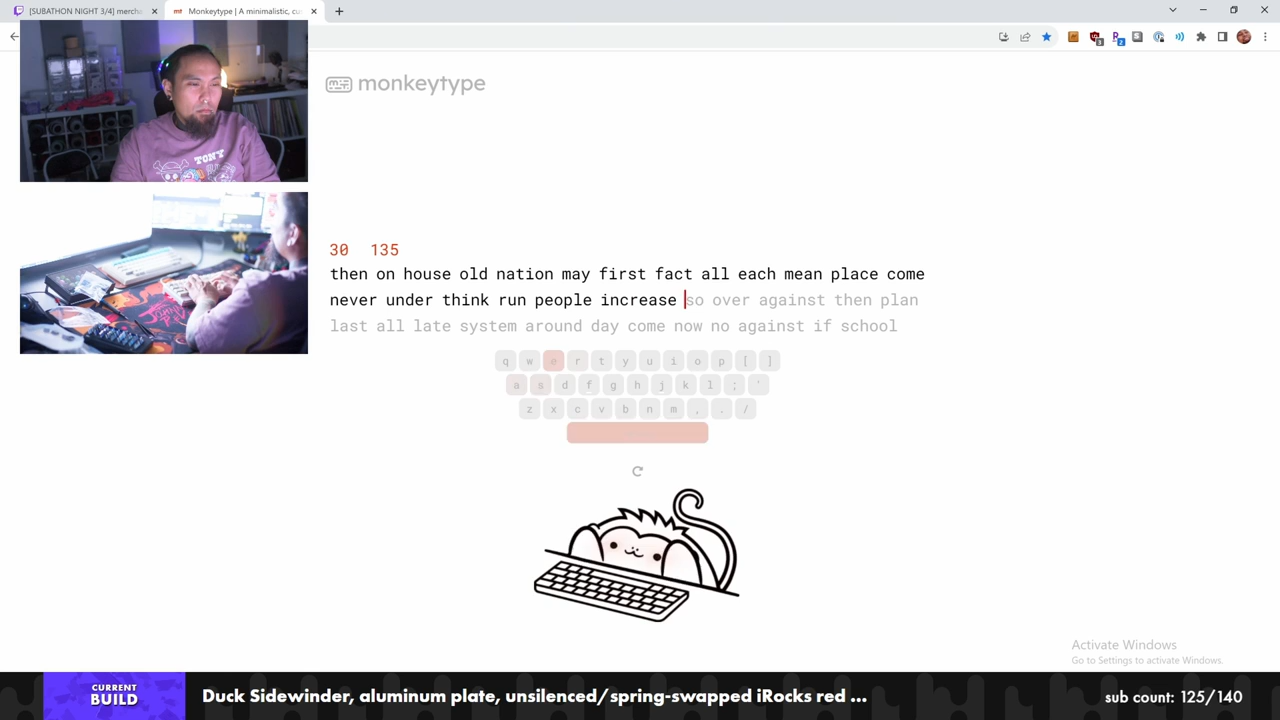 [SUBATHON NIGHT 3/4] mercha
Monkeytype | A minimalistic, cu
monkeytype
TONY
30 135
then on house old nation may first fact all each mean place come
never under think run people increase so over against then plan
last all late system around day come now no against if school
q w e r t y u i o p [ ]
a s d f g h j k l ; '
z x c v b n m , . /
Activate Windows
Go to Settings to activate Windows.
CURRENT
BUILD
Duck Sidewinder, aluminum plate, unsilenced/spring-swapped iRocks red ...
sub count: 125/140